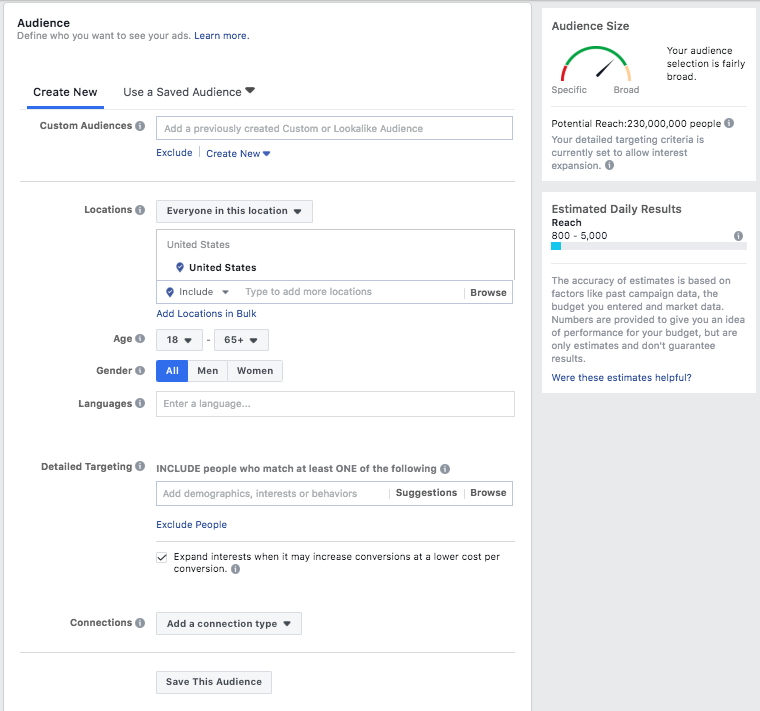 Audience
Define who you want to see your ads. Learn more.
Create New
Use a Saved Audience
Custom Audiences
Add a previously created Custom or Lookalike Audience
Exclude
Create New
Locations
Everyone in this location
United States
United States
Include
Type to add more locations
Browse
Add Locations in Bulk
Age
18
-
65+
Gender
All
Men
Women
Languages
Enter a language...
Detailed Targeting
INCLUDE people who match at least ONE of the following
Add demographics, interests or behaviors
Suggestions
Browse
Exclude People
Expand interests when it may increase conversions at a lower cost per
conversion.
Connections
Add a connection type
Save This Audience
Audience Size
Specific
Broad
Your audience
selection is fairly
broad.
Potential Reach:230,000,000 people
Your detailed targeting criteria is
currently set to allow interest
expansion.
Estimated Daily Results
Reach
800 - 5,000
The accuracy of estimates is based on
factors like past campaign data, the
budget you entered and market data.
Numbers are provided to give you an idea
of performance for your budget, but are
only estimates and don't guarantee
results.
Were these estimates helpful?